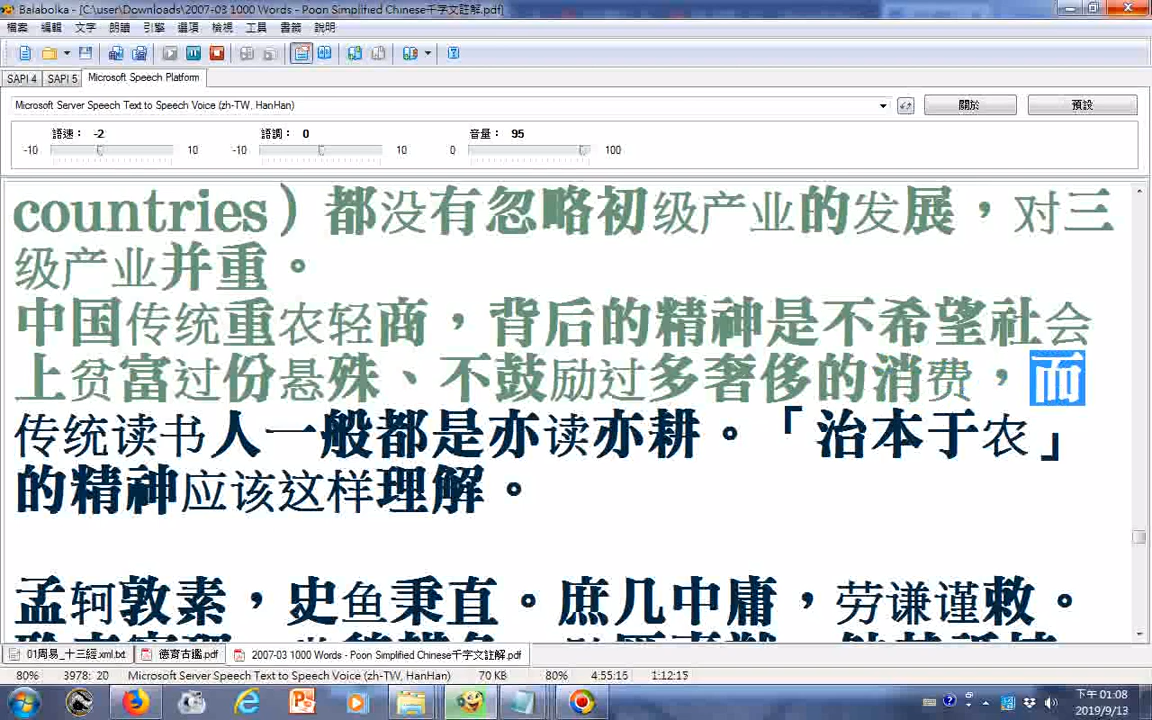 Balabolka - [C:\user\Downloads\2007-03 1000 Words - Poon Simplified Chinese千字文註解.pdf]
檔案 編輯 文字 朗讀 引擎 選項 檢視 工具 書籤 說明
SAPI 4 SAPI 5 Microsoft Speech Platform
Microsoft Server Speech Text to Speech Voice (zh-TW, HanHan) 關於 預設
語速： -2 語調： 0 音量： 95
-10 10 -10 10 0 100
countries）都没有忽略初级产业的发展，对三
级产业并重。
中国传统重农轻商，背后的精神是不希望社会
上贫富过份悬殊、不鼓励过多奢侈的消费，而
传统读书人一般都是亦读亦耕。「治本于农」
的精神应该这样理解。
孟轲敦素，史鱼秉直。庶几中庸，劳谦谨敕。
01周易_十三經.xml.txt 德育古鑑.pdf 2007-03 1000 Words - Poon Simplified Chinese千字文註解.pdf
80% 3978: 20 Microsoft Server Speech Text to Speech Voice (zh-TW, HanHan) 70 KB 80% 4:55:15 1:12:15
下午 01:08
2019/9/13